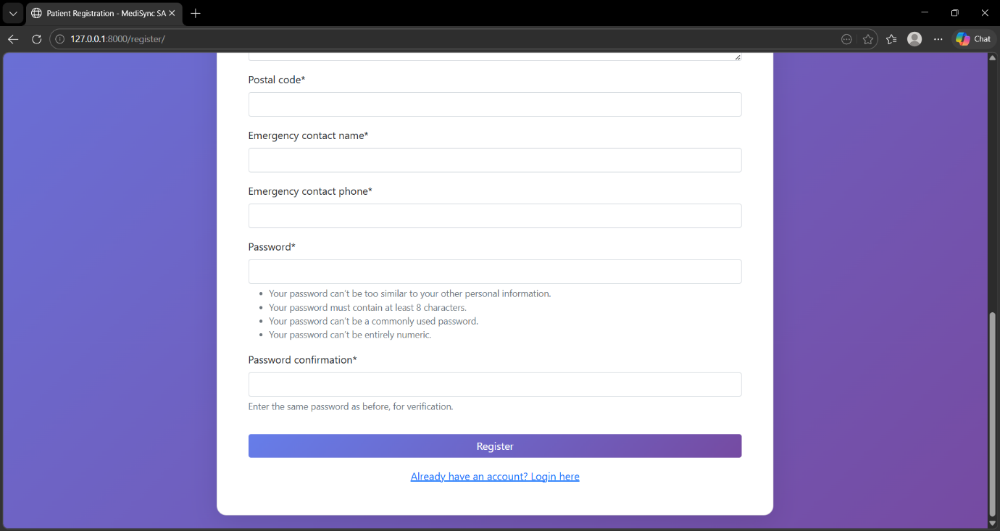 Patient Registration - MediSync SA
127.0.0.1:8000/register/
Chat
Postal code*
Emergency contact name*
Emergency contact phone*
Password*
Your password can't be too similar to your other personal information.
Your password must contain at least 8 characters.
Your password can't be a commonly used password.
Your password can't be entirely numeric.
Password confirmation*
Enter the same password as before, for verification.
Register
Already have an account? Login here